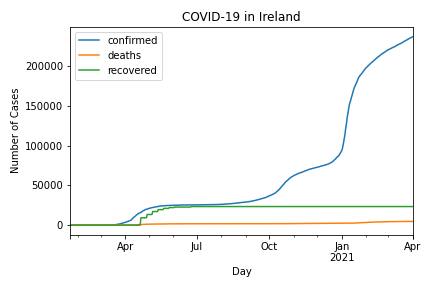 COVID-19 in Ireland
confirmed
deaths
recovered
Number of Cases
200000
150000
100000
50000
0
Apr Jul Oct Jan Apr
2021
Day